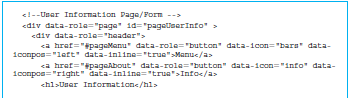 <!--User Information Page/Form -->
<div data-role="page" id="pageUserInfo" >
<div data-role="header">
<a href="#pageMenu" data-role="button" data-icon="bars" data-
iconpos="left" data-inline="true">Menu</a>
<a href="#pageAbout" data-role="button" data-icon="info" data-
iconpos="right" data-inline="true">Info</a>
<h1>User Information</h1>